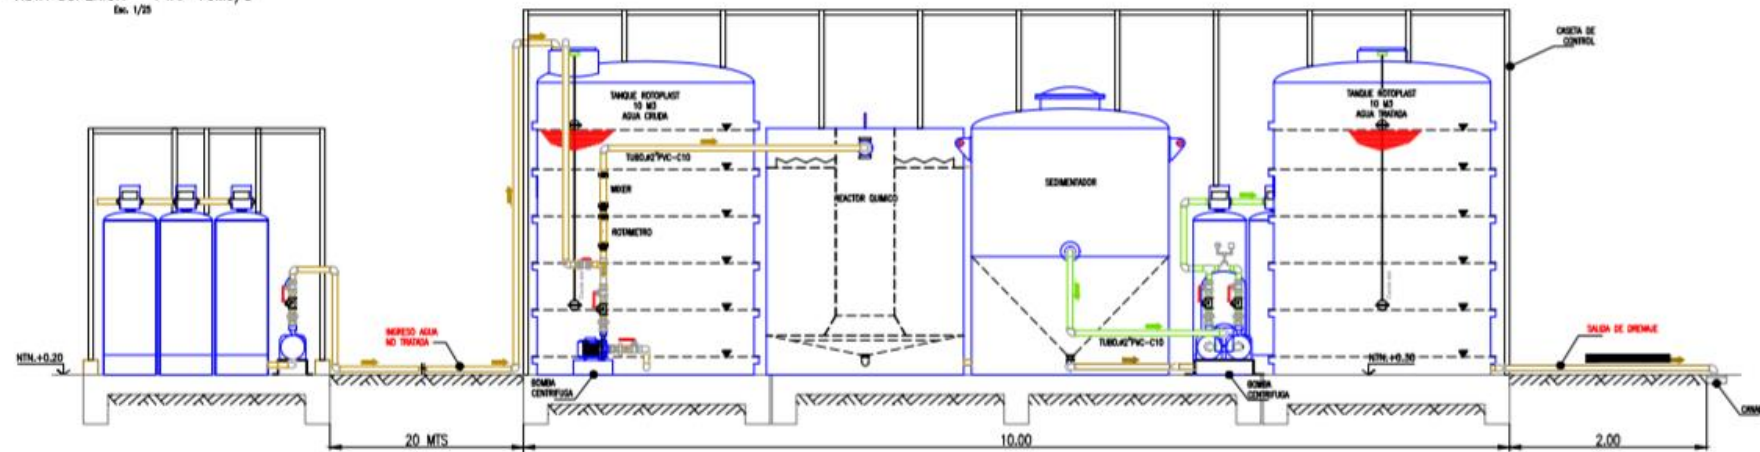 Esc. 1/25
CASETA DE
CONTROL
TANQUE ROTOPLAST
10 M3
AGUA CRUDA
TANQUE ROTOPLAST
10 M3
AGUA TRATADA
TUBO.ø2"PVC-C10
MIXER
SEDIMENTADOR
REACTOR QUIMICO
ROTAMETRO
INGRESO AGUA
NO TRATADA
SALIDA DE DRENAJE
TUBO.ø2"PVC-C10
NTN.+0.20
NTN.+0.30
BOMBA
CENTRIFUGA
BOMBA
CENTRIFUGA
20 MTS
10.00
2.00